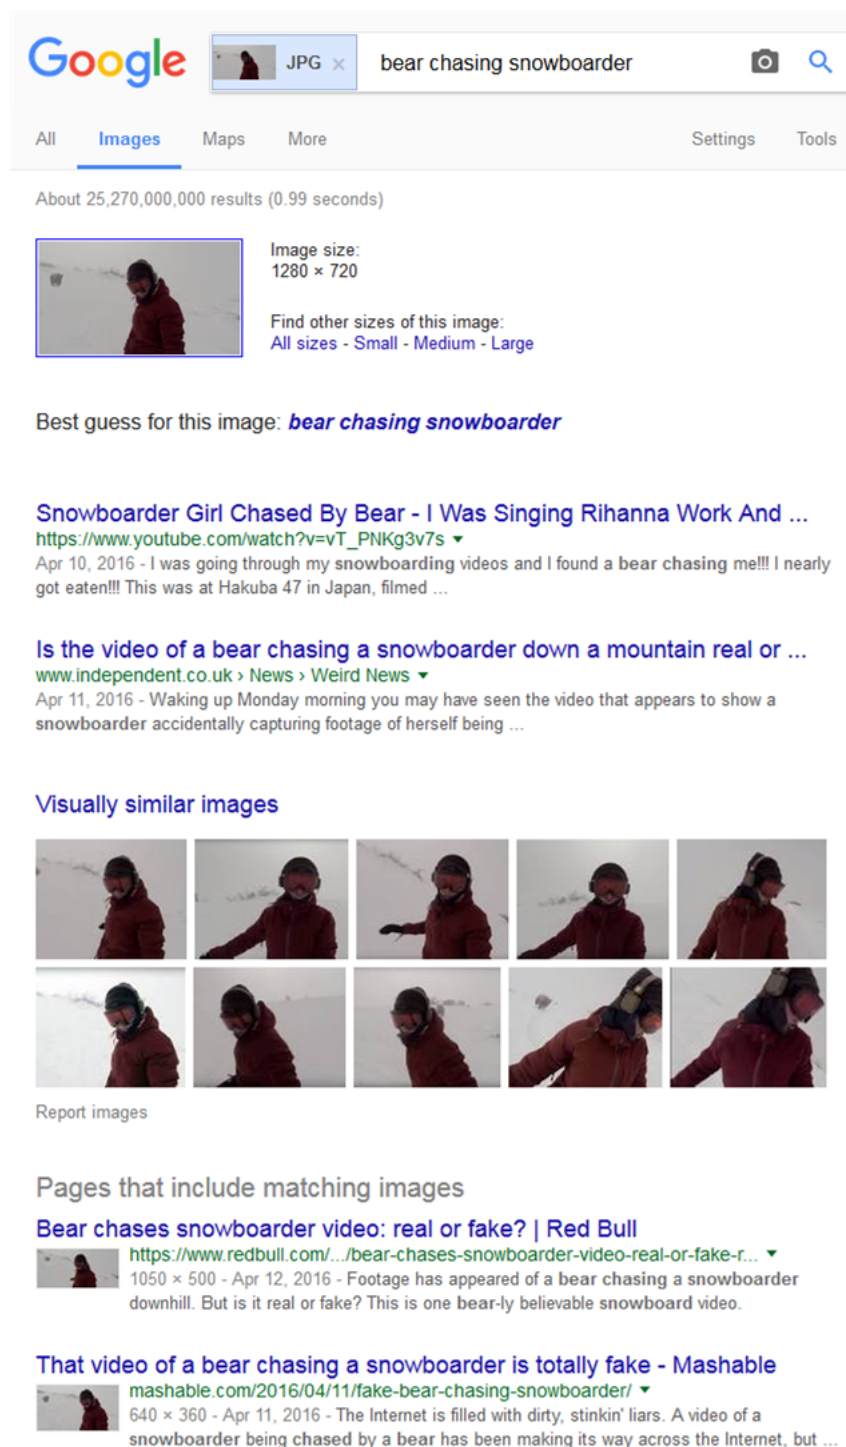 Google JPG × bear chasing snowboarder
All Images Maps More Settings Tools
About 25,270,000,000 results (0.99 seconds)
Image size:
1280 × 720
Find other sizes of this image:
All sizes - Small - Medium - Large
Best guess for this image: bear chasing snowboarder
Snowboarder Girl Chased By Bear - I Was Singing Rihanna Work And ...
https://www.youtube.com/watch?v=vT_PNKg3v7s
Apr 10, 2016 - I was going through my snowboarding videos and I found a bear chasing me!!! I nearly
got eaten!!! This was at Hakuba 47 in Japan, filmed ...
Is the video of a bear chasing a snowboarder down a mountain real or ...
www.independent.co.uk › News › Weird News
Apr 11, 2016 - Waking up Monday morning you may have seen the video that appears to show a
snowboarder accidentally capturing footage of herself being ...
Visually similar images
Report images
Pages that include matching images
Bear chases snowboarder video: real or fake? | Red Bull
https://www.redbull.com/.../bear-chases-snowboarder-video-real-or-fake-r...
1050 × 500 - Apr 12, 2016 - Footage has appeared of a bear chasing a snowboarder
downhill. But is it real or fake? This is one bear-ly believable snowboard video.
That video of a bear chasing a snowboarder is totally fake - Mashable
mashable.com/2016/04/11/fake-bear-chasing-snowboarder/
640 × 360 - Apr 11, 2016 - The Internet is filled with dirty, stinkin' liars. A video of a
snowboarder being chased by a bear has been making its way across the Internet, but ...